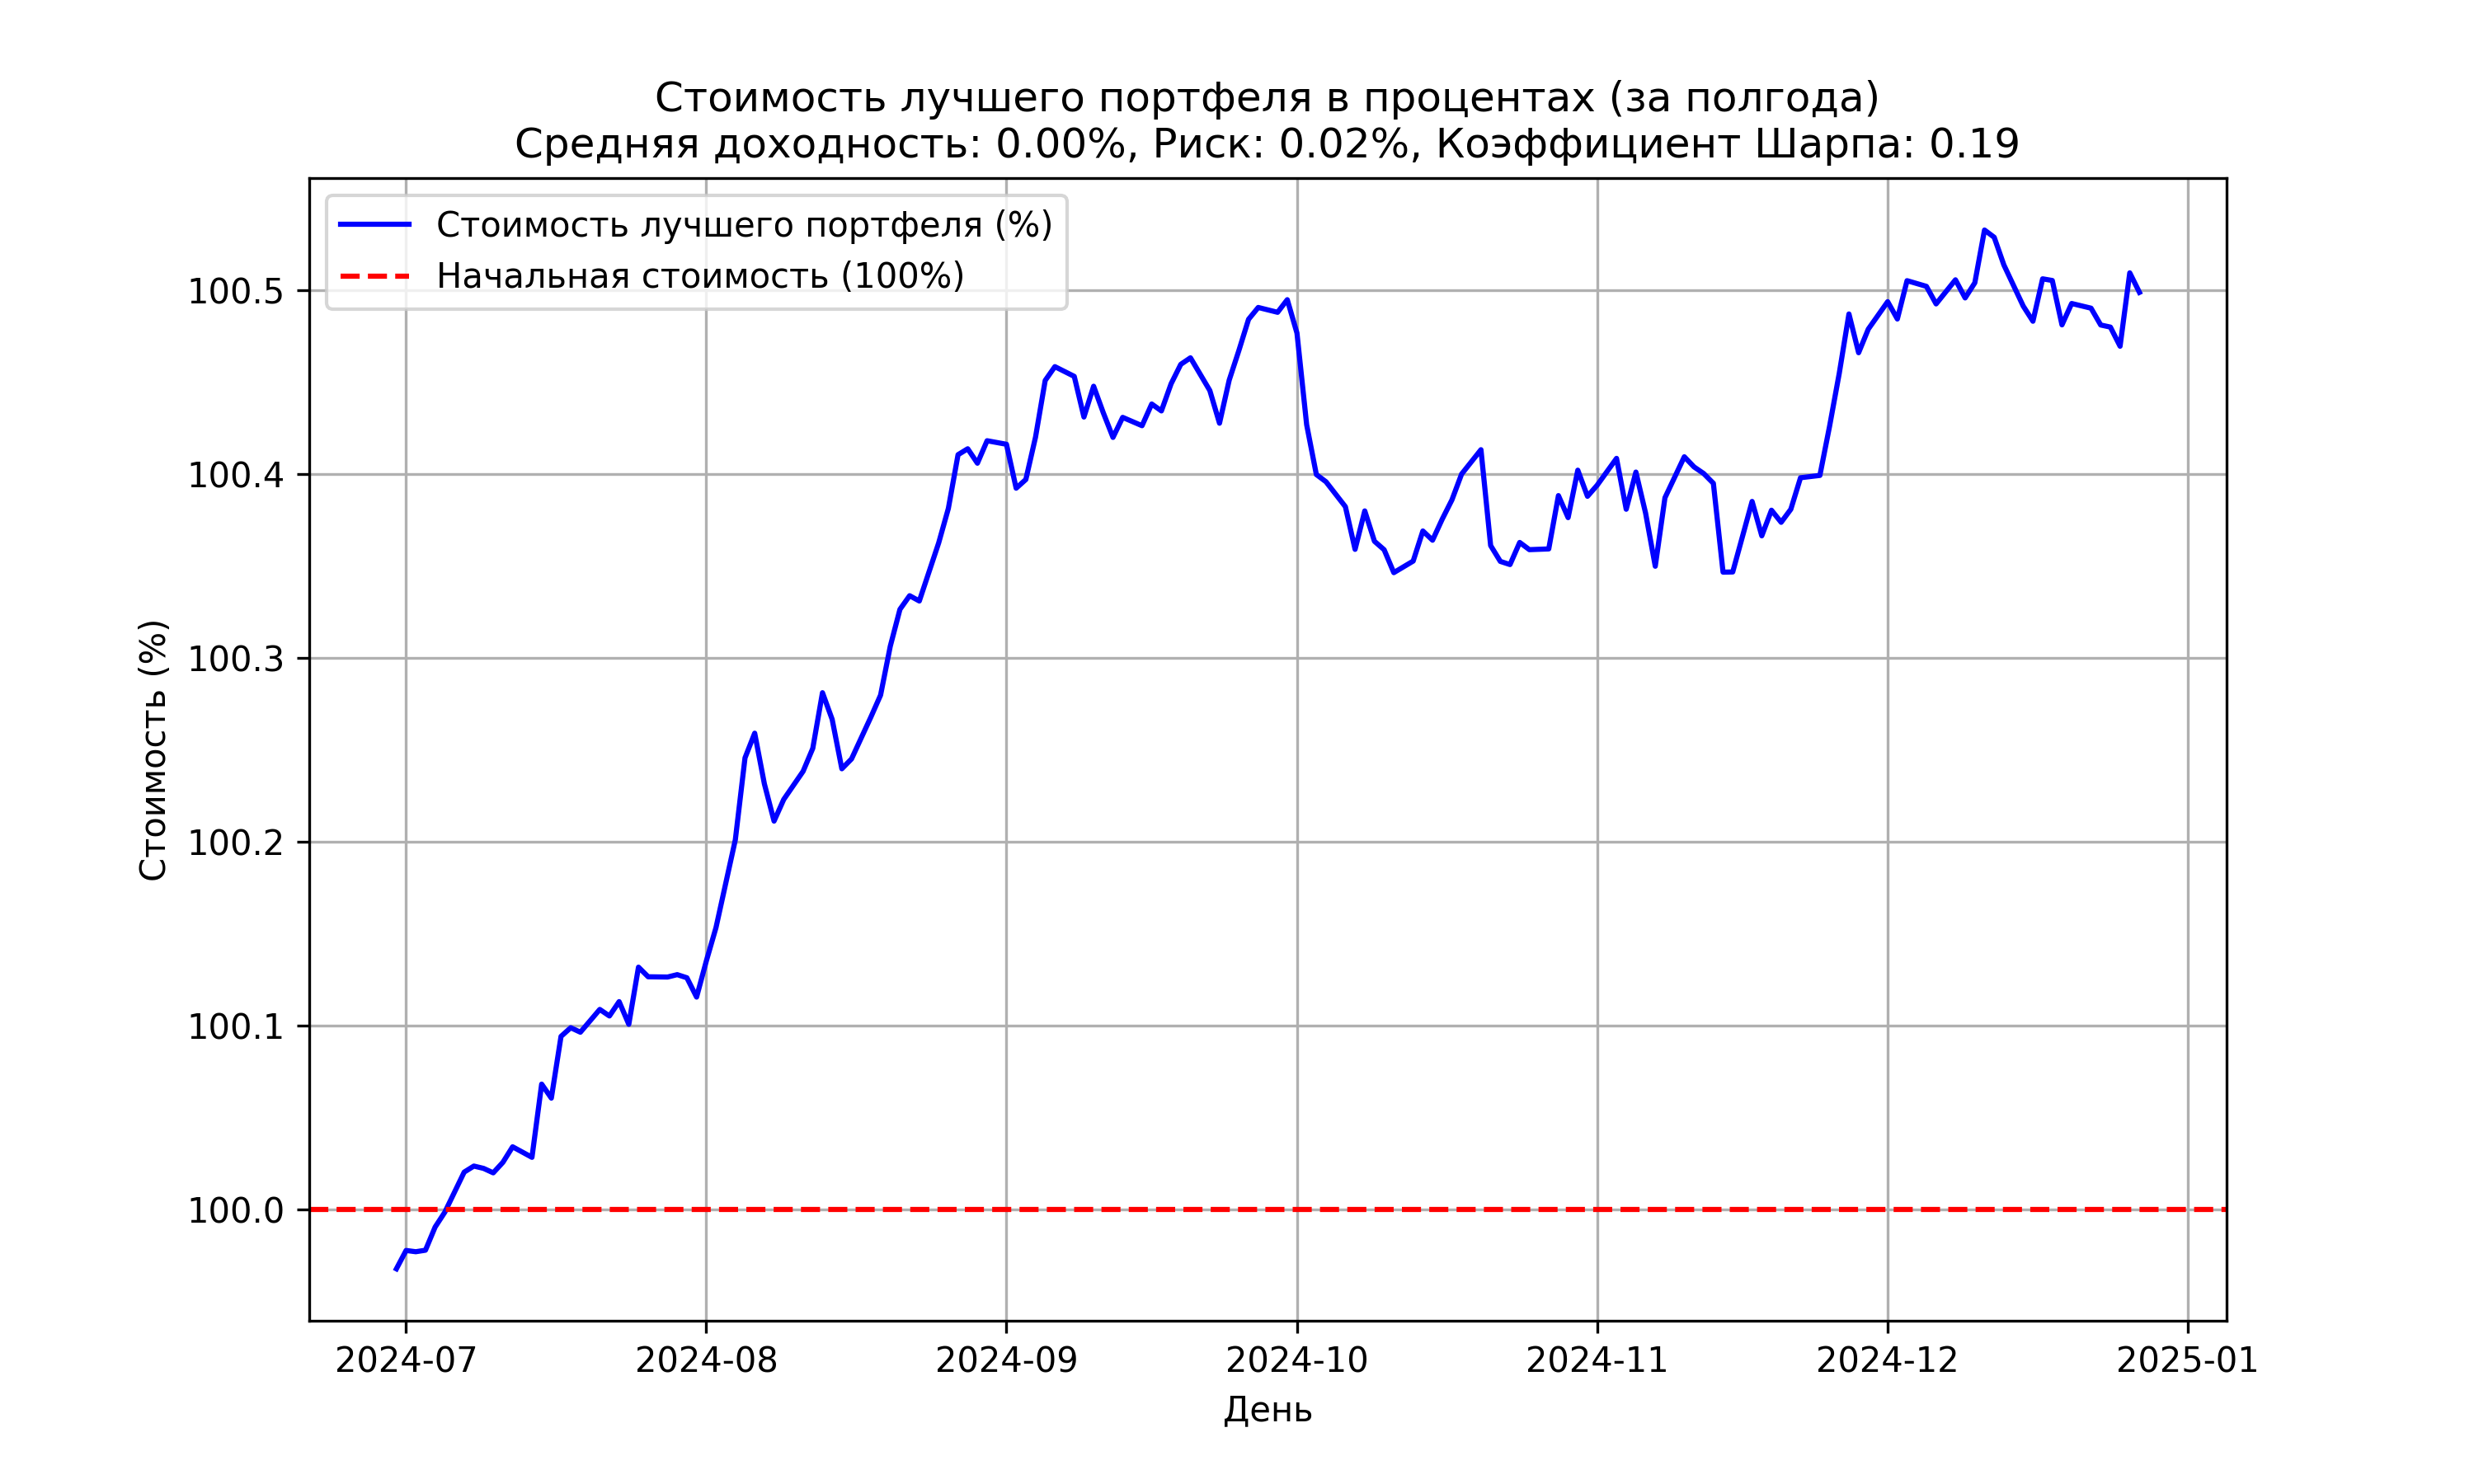 Стоимость лучшего портфеля в процентах (за полгода)
Средняя доходность: 0.00%, Риск: 0.02%, Коэффициент Шарпа: 0.19
Стоимость лучшего портфеля (%)
Начальная стоимость (100%)
Стоимость (%)
100.5
100.4
100.3
100.2
100.1
100.0
2024-07
2024-08
2024-09
2024-10
2024-11
2024-12
2025-01
День